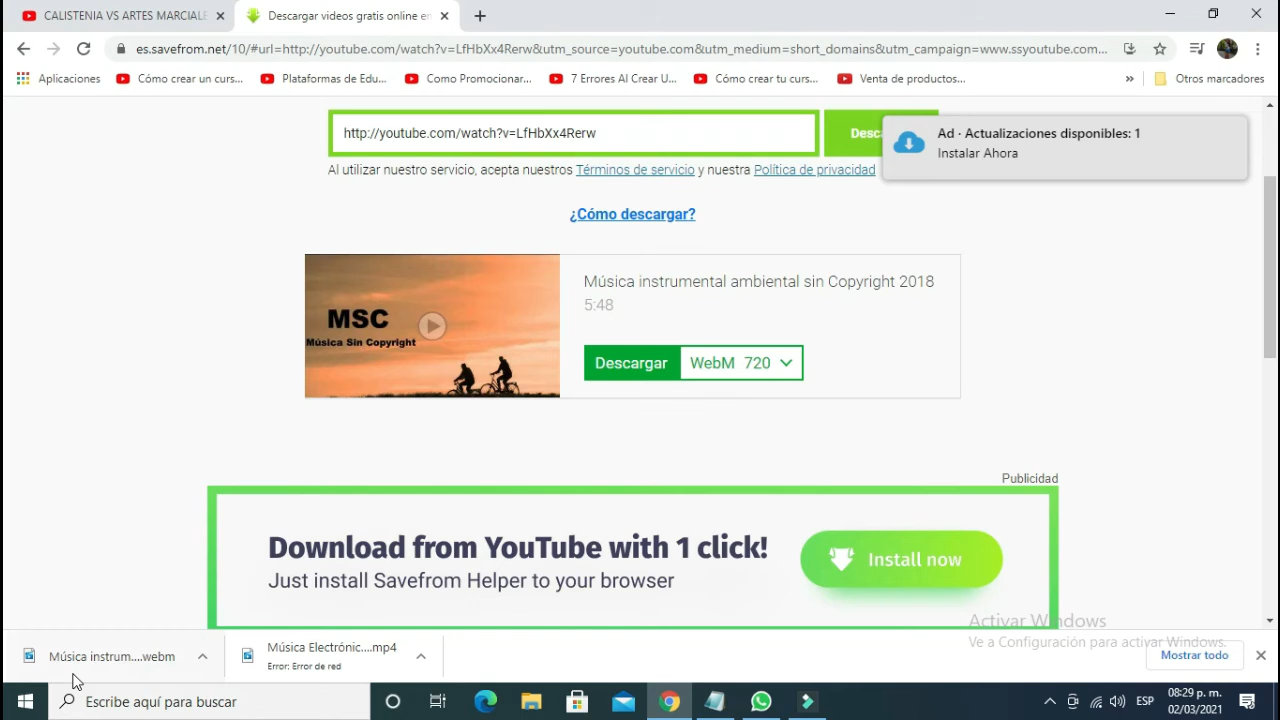 CALISTENIA VS ARTES MARCIALE
Descargar videos gratis online en
es.savefrom.net/10/#url=http://youtube.com/watch?v=LfHbXx4Rerw&utm_source=youtube.com&utm_medium=short_domains&utm_campaign=www.ssyoutube.com...
Aplicaciones
Cómo crear un curs...
Plataformas de Edu...
Como Promocionar...
7 Errores Al Crear U...
Cómo crear tu curs...
Venta de productos...
»
Otros marcadores
http://youtube.com/watch?v=LfHbXx4Rerw
Ad · Actualizaciones disponibles: 1
Instalar Ahora
Al utilizar nuestro servicio, acepta nuestros Términos de servicio y nuestra Política de privacidad
¿Cómo descargar?
MSC
Música Sin Copyright
Música instrumental ambiental sin Copyright 2018
5:48
Descargar
WebM 720
Publicidad
Download from YouTube with 1 click!
Just install Savefrom Helper to your browser
Install now
Activar Windows
Ve a Configuración para activar Windows.
Música instrum....webm
Música Electrónic....mp4
Error: Error de red
Mostrar todo
Escribe aquí para buscar
ESP
08:29 p. m.
02/03/2021